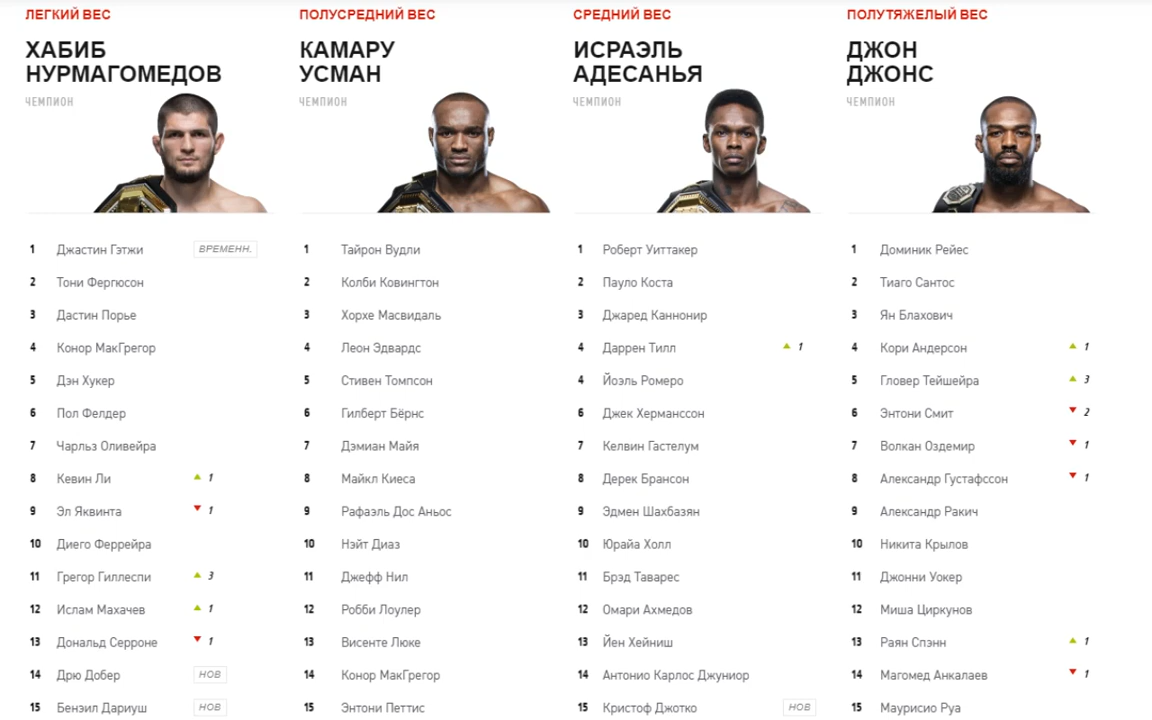 ЛЕГКИЙ ВЕС
ХАБИБ
НУРМАГОМЕДОВ
ЧЕМПИОН
1 Джастин Гэтжи ВРЕМЕНН.
2 Тони Фергюсон
3 Дастин Порье
4 Конор МакГрегор
5 Дэн Хукер
6 Пол Фелдер
7 Чарльз Оливейра
8 Кевин Ли ▲ 1
9 Эл Яквинта ▼ 1
10 Диего Феррейра
11 Грегор Гиллеспи ▲ 3
12 Ислам Махачев ▲ 1
13 Дональд Серроне ▼ 1
14 Дрю Добер НОВ
15 Бензил Дариуш НОВ
ПОЛУСРЕДНИЙ ВЕС
КАМАРУ
УСМАН
ЧЕМПИОН
1 Тайрон Вудли
2 Колби Ковингтон
3 Хорхе Масвидаль
4 Леон Эдвардс
5 Стивен Томпсон
6 Гилберт Бёрнс
7 Дэмиан Майя
8 Майкл Киеса
9 Рафаэль Дос Аньос
10 Нэйт Диаз
11 Джефф Нил
12 Робби Лоулер
13 Висенте Люке
14 Конор МакГрегор
15 Энтони Петтис
СРЕДНИЙ ВЕС
ИСРАЭЛЬ
АДЕСАНЬЯ
ЧЕМПИОН
1 Роберт Уиттакер
2 Пауло Коста
3 Джаред Каннонир
4 Даррен Тилл ▲ 1
4 Йоэль Ромеро
6 Джек Херманссон
7 Келвин Гастелум
8 Дерек Брансон
9 Эдмен Шахбазян
10 Юрайа Холл
11 Брэд Таварес
12 Омари Ахмедов
13 Йен Хейниш
14 Антонио Карлос Джуниор
15 Кристоф Джотко НОВ
ПОЛУТЯЖЕЛЫЙ ВЕС
ДЖОН
ДЖОНС
ЧЕМПИОН
1 Доминик Рейес
2 Тиаго Сантос
3 Ян Блахович
4 Кори Андерсон ▲ 1
5 Гловер Тейшейра ▲ 3
6 Энтони Смит ▼ 2
7 Волкан Оздемир ▼ 1
8 Александр Густафссон ▼ 1
9 Александр Ракич
10 Никита Крылов
11 Джонни Уокер
12 Миша Циркунов
13 Раян Спэнн ▲ 1
14 Магомед Анкалаев ▼ 1
15 Маурисио Руа